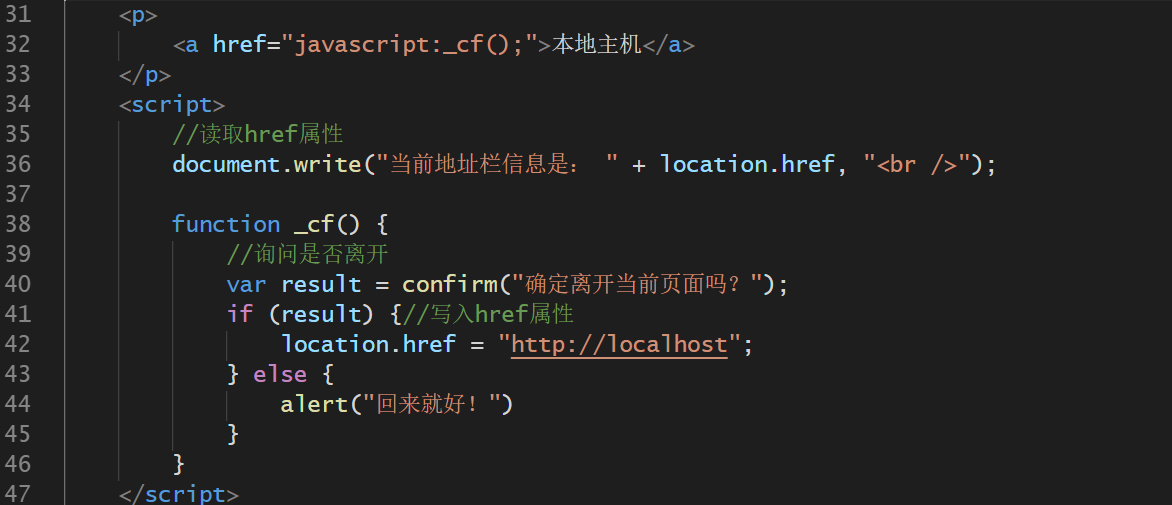 31 <p>
32 <a href="javascript:_cf();">本地主机</a>
33 </p>
34 <script>
35 //读取href属性
36 document.write("当前地址栏信息是： " + location.href, "<br />");
37
38 function _cf() {
39 //询问是否离开
40 var result = confirm("确定离开当前页面吗？");
41 if (result) {//写入href属性
42 location.href = "http://localhost";
43 } else {
44 alert("回来就好！")
45 }
46 }
47 </script>